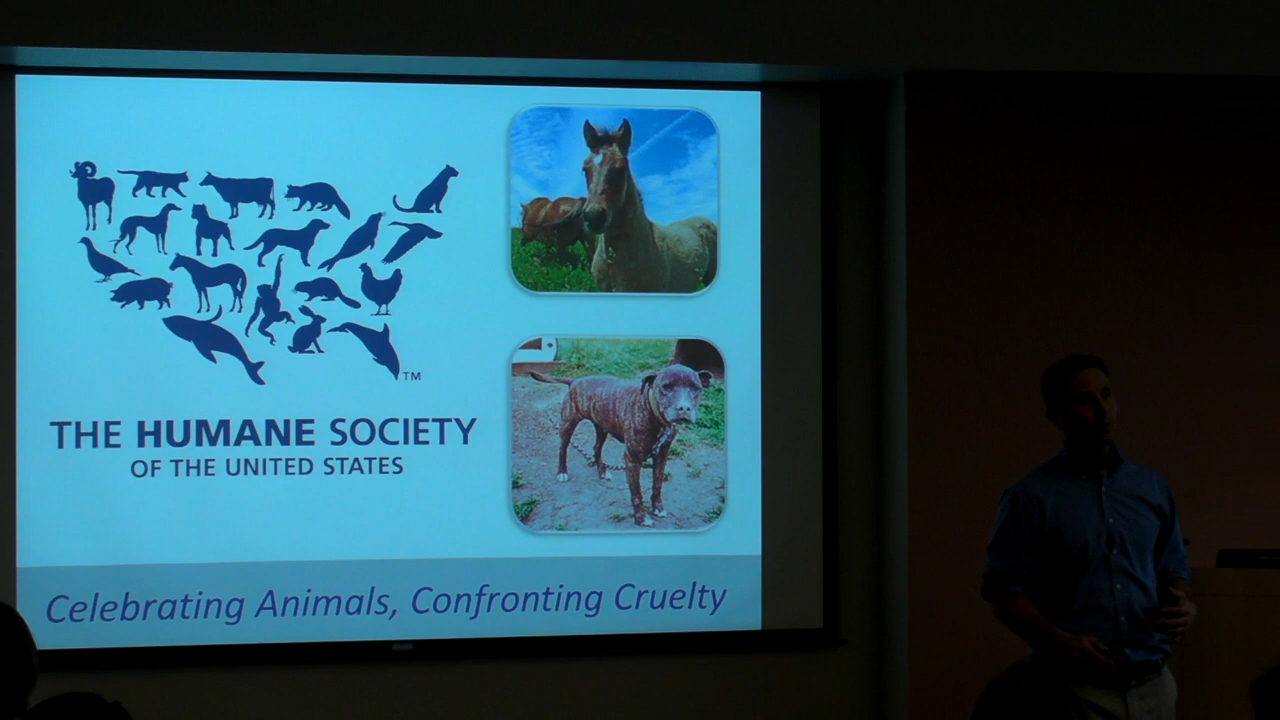 TM
THE HUMANE SOCIETY
OF THE UNITED STATES
Celebrating Animals, Confronting Cruelty